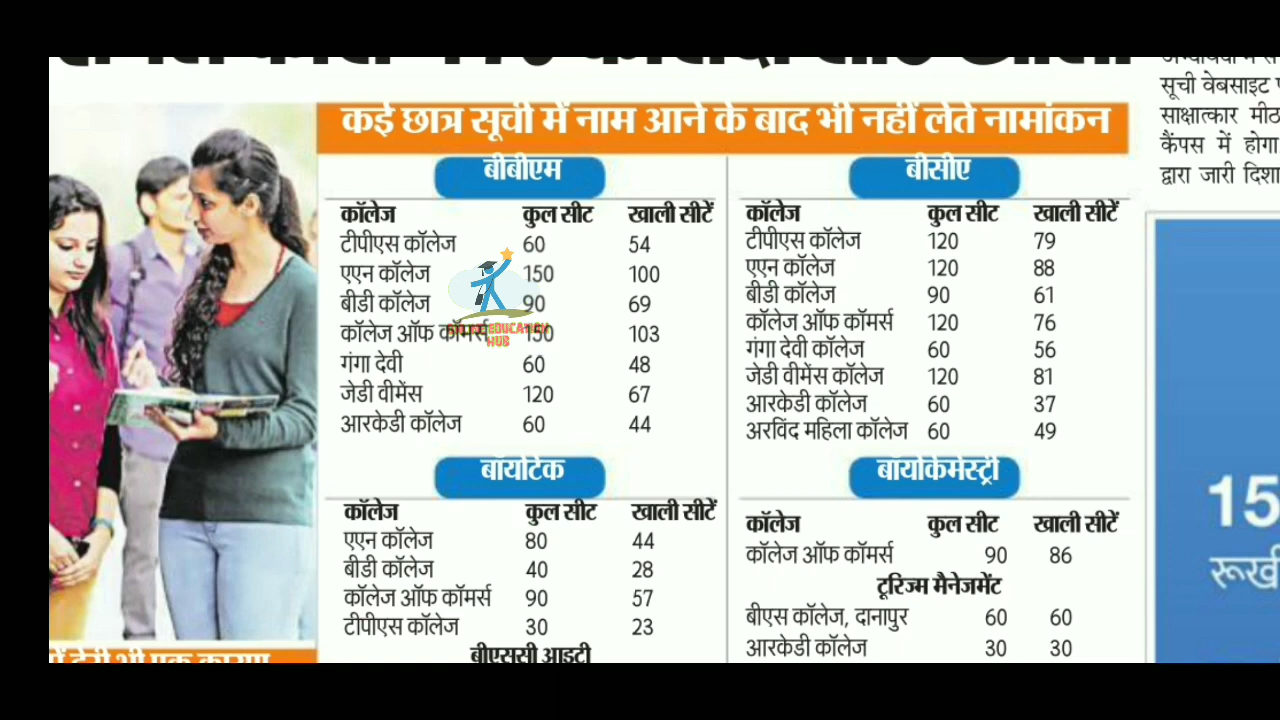 कई छात्र सूची में नाम आने के बाद भी नहीं लेते नामांकन
बीबीएम
कॉलेज कुल सीट खाली सीटें
टीपीएस कॉलेज 60 54
एएन कॉलेज 150 100
बीडी कॉलेज 90 69
कॉलेज ऑफ कॉमर्स 150 103
गंगा देवी 60 48
जेडी वीमेंस 120 67
आरकेडी कॉलेज 60 44
बीसीए
कॉलेज कुल सीट खाली सीटें
टीपीएस कॉलेज 120 79
एएन कॉलेज 120 88
बीडी कॉलेज 90 61
कॉलेज ऑफ कॉमर्स 120 76
गंगा देवी कॉलेज 60 56
जेडी वीमेंस कॉलेज 120 81
आरकेडी कॉलेज 60 37
अरविंद महिला कॉलेज 60 49
बॉयोटेक
कॉलेज कुल सीट खाली सीटें
एएन कॉलेज 80 44
बीडी कॉलेज 40 28
कॉलेज ऑफ कॉमर्स 90 57
टीपीएस कॉलेज 30 23
बीएससी आइटी
बॉयोकेमेस्ट्री
कॉलेज कुल सीट खाली सीटें
कॉलेज ऑफ कॉमर्स 90 86
टूरिज्म मैनेजमेंट
बीएस कॉलेज, दानापुर 60 60
आरकेडी कॉलेज 30 30
सूची वेबसाइट
साक्षात्कार
कैंपस में होगा
द्वारा जारी
15
EDUCATION
HUB